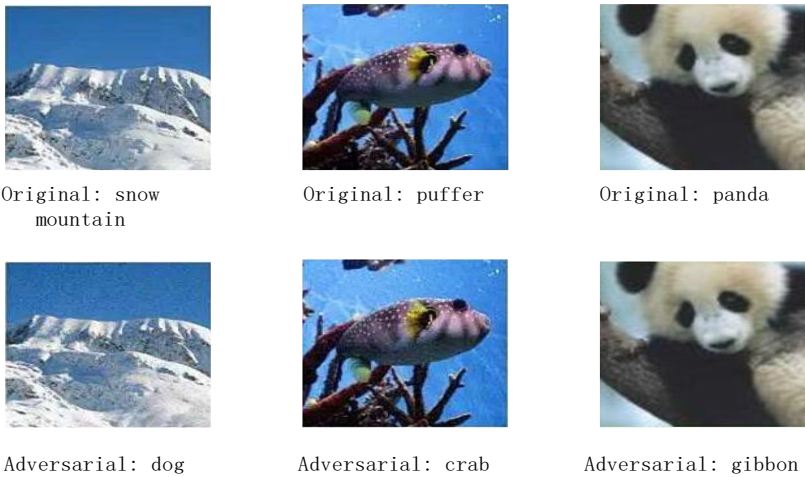 Original: snow
mountain
Original: puffer
Original: panda
Adversarial: dog
Adversarial: crab
Adversarial: gibbon